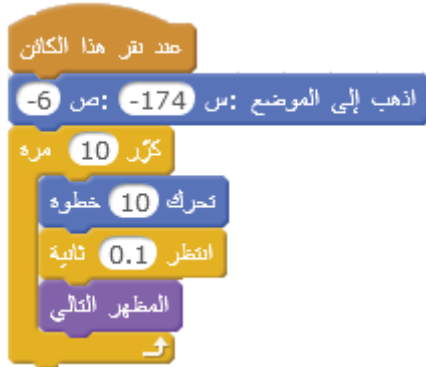 عند نقر هذا الكائن
اذهب إلى الموضع س: -174 ص: -6
كرّر 10 مرة
تحرك 10 خطوة
انتظر 0.1 ثانية
المظهر التالي